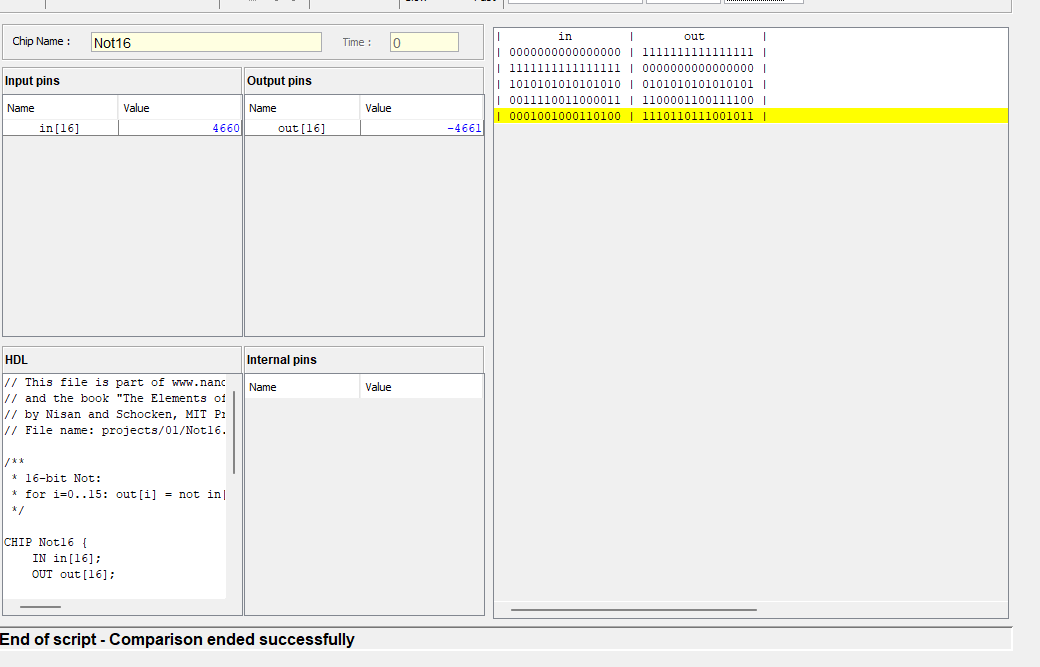 Chip Name : Not16 Time : 0
Input pins
Name Value
in[16] 4660
Output pins
Name Value
out[16] -4661
HDL
// This file is part of www.nand
// and the book "The Elements of
// by Nisan and Schocken, MIT Pr
// File name: projects/01/Not16.
/**
* 16-bit Not:
* for i=0..15: out[i] = not in[
*/
CHIP Not16 {
IN in[16];
OUT out[16];
Internal pins
Name Value
| in | out |
| 0000000000000000 | 1111111111111111 |
| 1111111111111111 | 0000000000000000 |
| 1010101010101010 | 0101010101010101 |
| 0011110011000011 | 1100001100111100 |
| 0001001000110100 | 1110110111001011 |
End of script - Comparison ended successfully